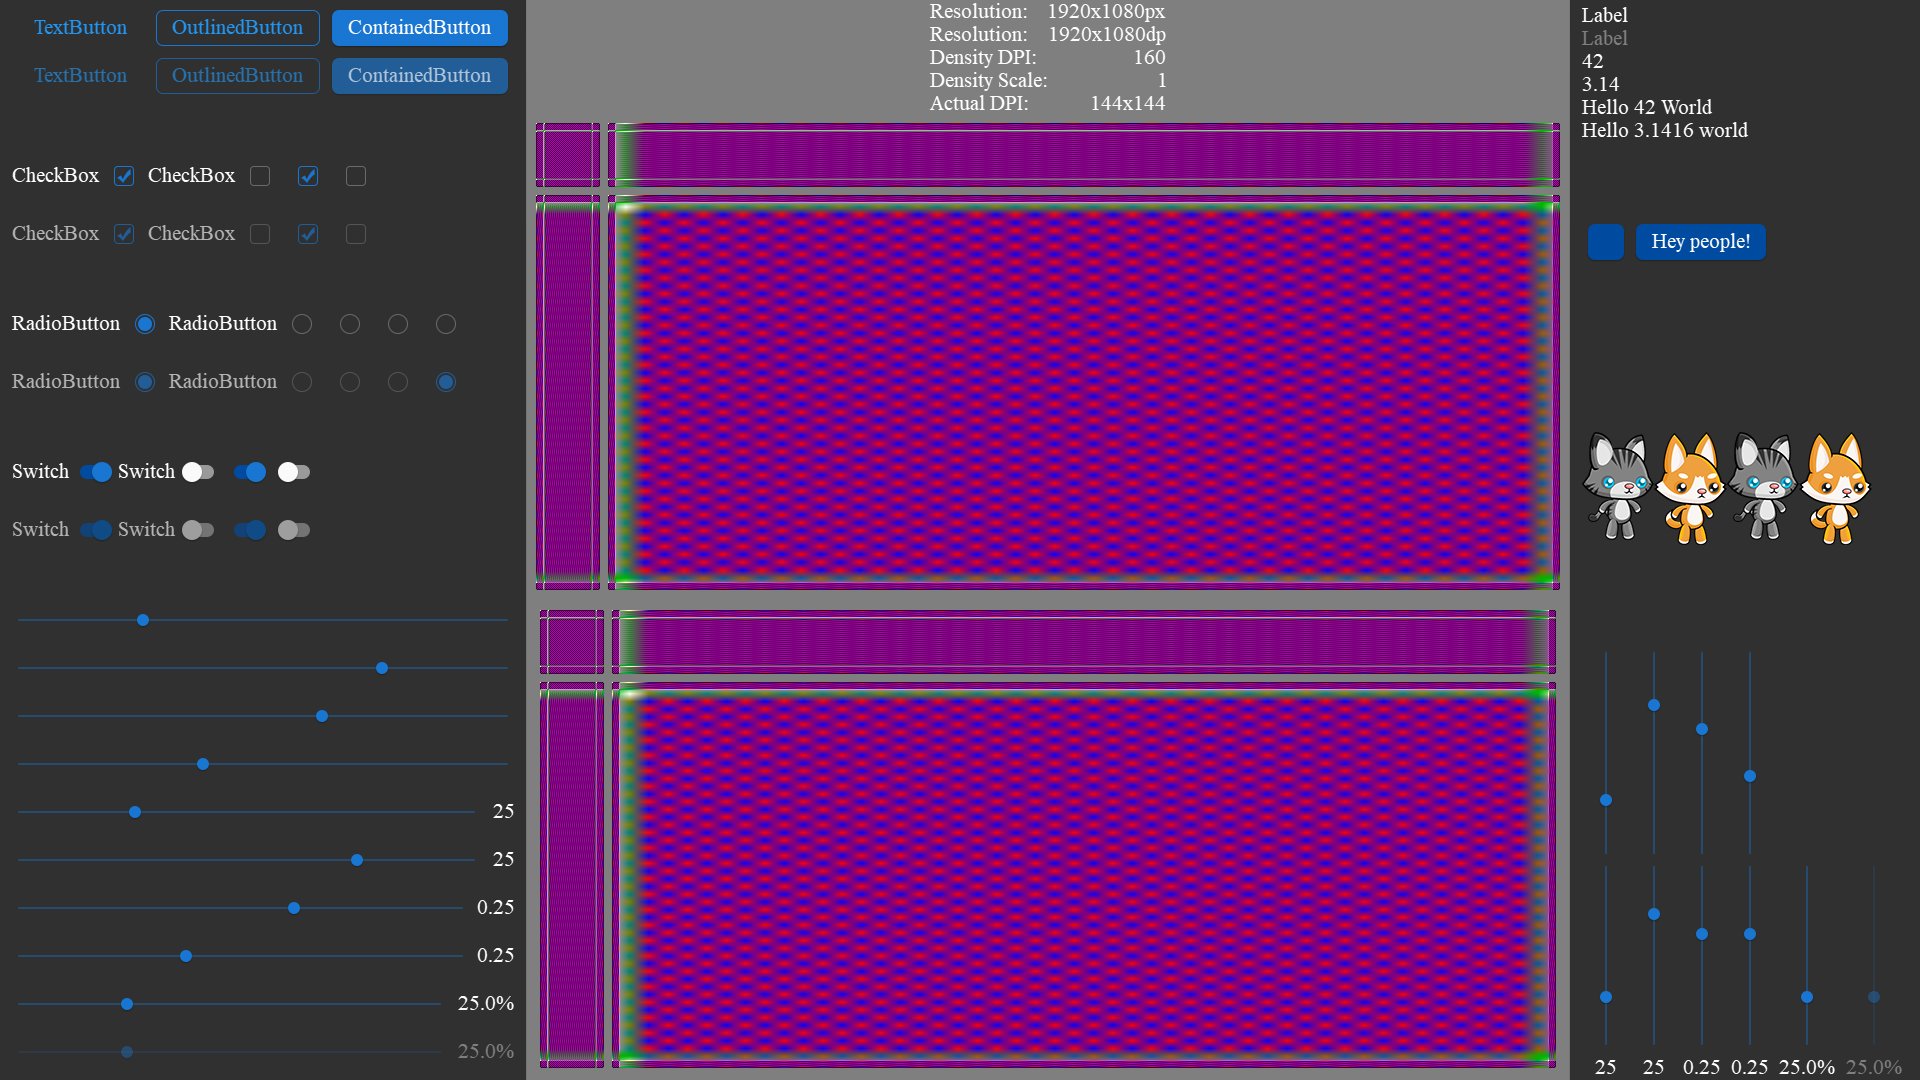 TextButton OutlinedButton ContainedButton
TextButton OutlinedButton ContainedButton
CheckBox CheckBox
CheckBox CheckBox
RadioButton RadioButton
RadioButton RadioButton
Switch Switch
Switch Switch
25
25
0.25
0.25
25.0%
25.0%
Resolution: 1920x1080px
Resolution: 1920x1080dp
Density DPI: 160
Density Scale: 1
Actual DPI: 144x144
Label
Label
42
3.14
Hello 42 World
Hello 3.1416 world
Hey people!
25 25 0.25 0.25 25.0% 25.0%